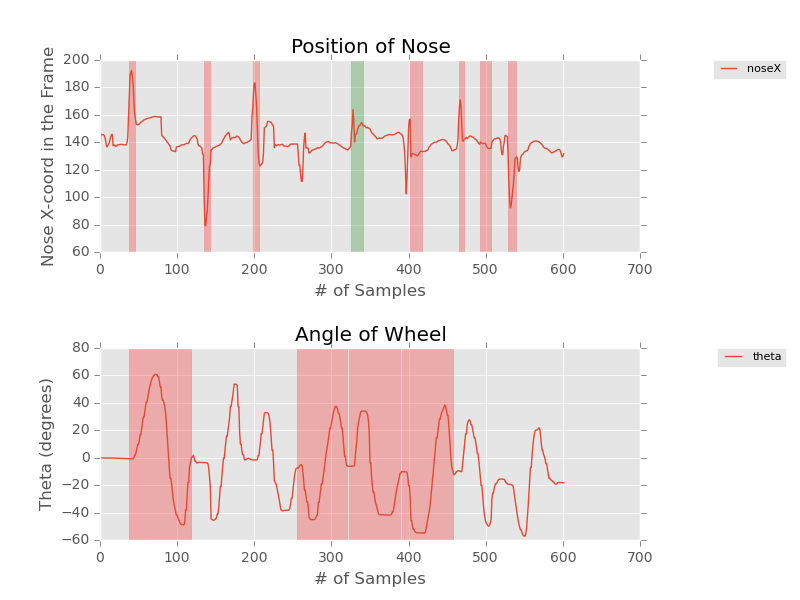 Position of Nose
Nose X-coord in the Frame
200
180
160
140
120
100
80
60
0 100 200 300 400 500 600 700
# of Samples
noseX
Angle of Wheel
Theta (degrees)
80
60
40
20
0
−20
−40
−60
0 100 200 300 400 500 600 700
# of Samples
theta